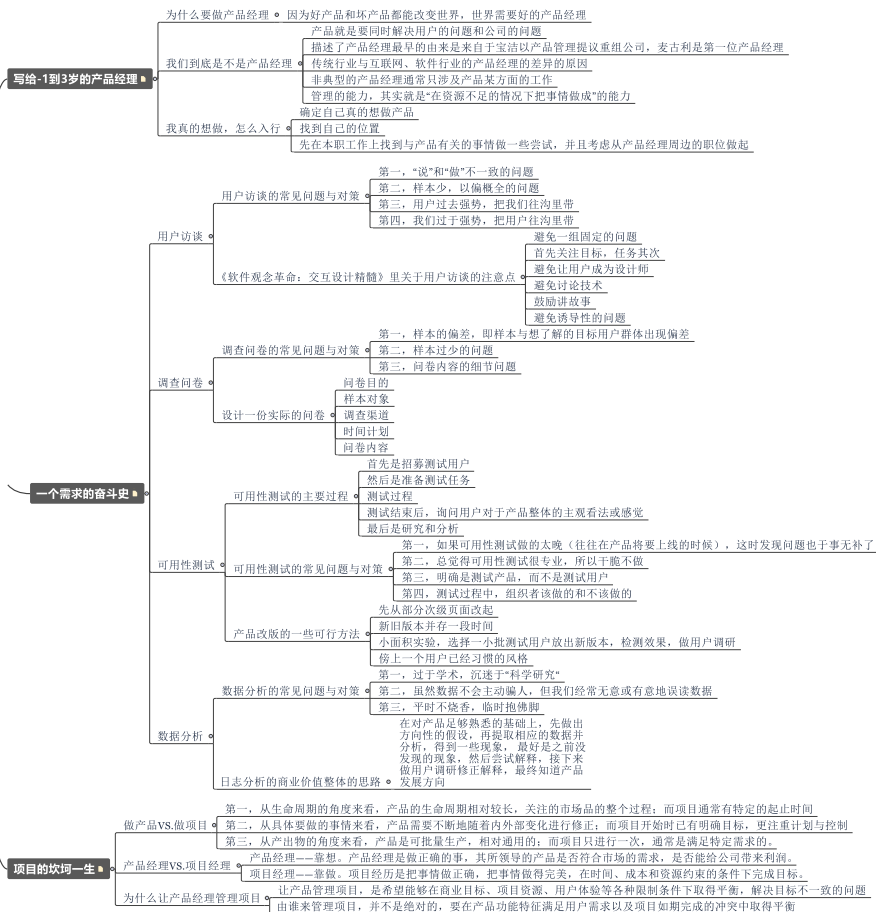 写给-1到3岁的产品经理
为什么要做产品经理
因为好产品和坏产品都能改变世界，世界需要好的产品经理
我们到底是不是产品经理
产品就是要同时解决用户的问题和公司的问题
描述了产品经理最早的由来是来自于宝洁以产品管理提议重组公司，麦古利是第一位产品经理
传统行业与互联网、软件行业的产品经理的差异的原因
非典型的产品经理通常只涉及产品某方面的工作
管理的能力，其实就是“在资源不足的情况下把事情做成”的能力
我真的想做，怎么入行
确定自己真的想做产品
找到自己的位置
先在本职工作上找到与产品有关的事情做一些尝试，并且考虑从产品经理周边的职位做起
一个需求的奋斗史
用户访谈
用户访谈的常见问题与对策
第一，“说”和“做”不一致的问题
第二，样本少，以偏概全的问题
第三，用户过去强势，把我们往沟里带
第四，我们过于强势，把用户往沟里带
《软件观念革命：交互设计精髓》里关于用户访谈的注意点
避免一组固定的问题
首先关注目标，任务其次
避免让用户成为设计师
避免讨论技术
鼓励讲故事
避免诱导性的问题
调查问卷
调查问卷的常见问题与对策
第一，样本的偏差，即样本与想了解的目标用户群体出现偏差
第二，样本过少的问题
第三，问卷内容的细节问题
设计一份实际的问卷
问卷目的
样本对象
调查渠道
时间计划
问卷内容
可用性测试
可用性测试的主要过程
首先是招募测试用户
然后是准备测试任务
测试过程
测试结束后，询问用户对于产品整体的主观看法或感觉
最后是研究和分析
可用性测试的常见问题与对策
第一，如果可用性测试做的太晚（往往在产品将要上线的时候），这时发现问题也于事无补了
第二，总觉得可用性测试很专业，所以干脆不做
第三，明确是测试产品，而不是测试用户
第四，测试过程中，组织者该做的和不该做的
产品改版的一些可行方法
先从部分次级页面改起
新旧版本并存一段时间
小面积实验，选择一小批测试用户放出新版本，检测效果，做用户调研
傍上一个用户已经习惯的风格
数据分析
数据分析的常见问题与对策
第一，过于学术，沉迷于“科学研究“
第二，虽然数据不会主动骗人，但我们经常无意或有意地误读数据
第三，平时不烧香，临时抱佛脚
日志分析的商业价值整体的思路
在对产品足够熟悉的基础上，先做出
方向性的假设，再提取相应的数据并
分析，得到一些现象，最好是之前没
发现的现象，然后尝试解释，接下来
做用户调研修正解释，最终知道产品
发展方向
项目的坎坷一生
做产品VS.做项目
第一，从生命周期的角度来看，产品的生命周期相对较长，关注的市场品的整个过程；而项目通常有特定的起止时间
第二，从具体要做的事情来看，产品需要不断地随着内外部变化进行修正；而项目开始时已有明确目标，更注重计划与控制
第三，从产出物的角度来看，产品是可批量生产，相对通用的；而项目只进行一次，通常是满足特定需求的。
产品经理VS.项目经理
产品经理——靠想。产品经理是做正确的事，其所领导的产品是否符合市场的需求，是否能给公司带来利润。
项目经理——靠做。项目经历是把事情做正确，把事情做得完美，在时间、成本和资源约束的条件下完成目标。
为什么让产品经理管理项目
让产品管理项目，是希望能够在商业目标、项目资源、用户体验等各种限制条件下取得平衡，解决目标不一致的问题
由谁来管理项目，并不是绝对的，要在产品功能特征满足用户需求以及项目如期完成的冲突中取得平衡